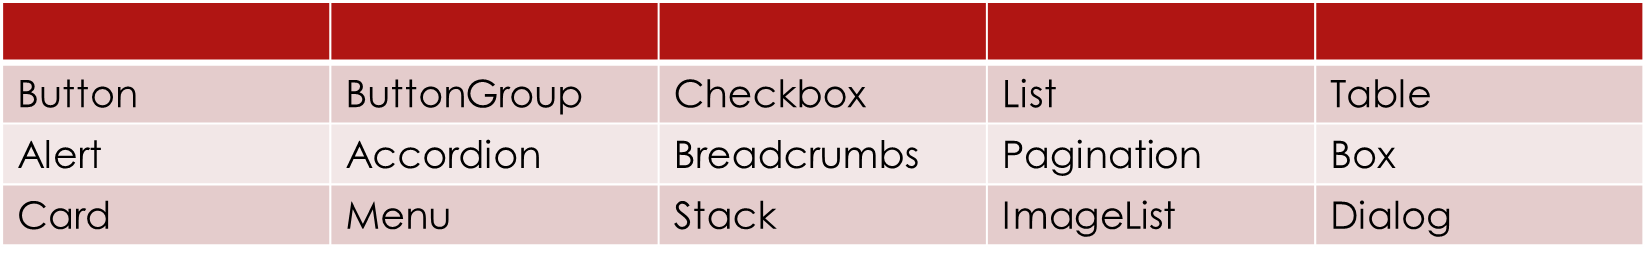 Button ButtonGroup Checkbox List Table
Alert Accordion Breadcrumbs Pagination Box
Card Menu Stack ImageList Dialog